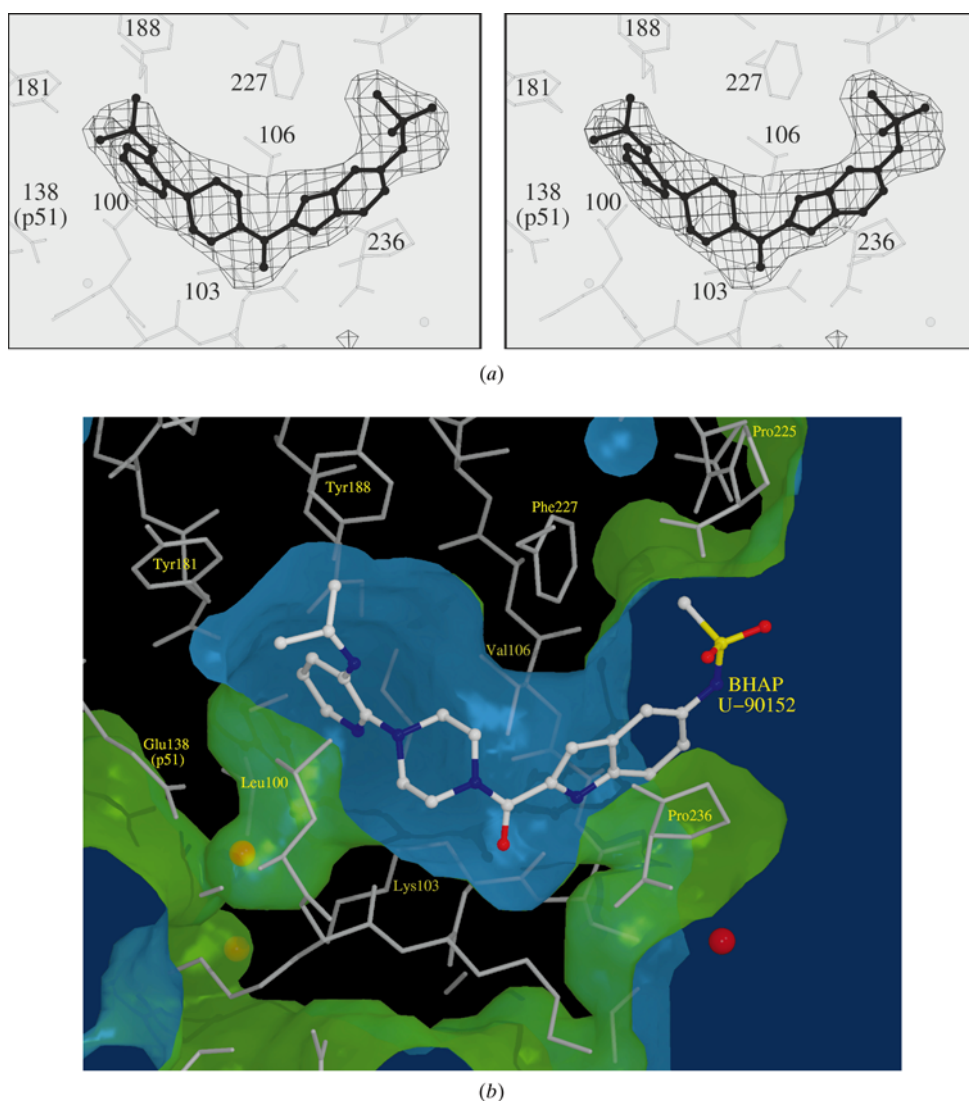 188
188
181
227
181
227
106
106
138
(p51)
100
138
(p51)
100
236
236
103
103
(a)
Pro225
Tyr188
Phe227
Tyr181
Val106
BHAP
U–90152
Glu138
(p51)
Leu100
Pro236
Lys103
(b)